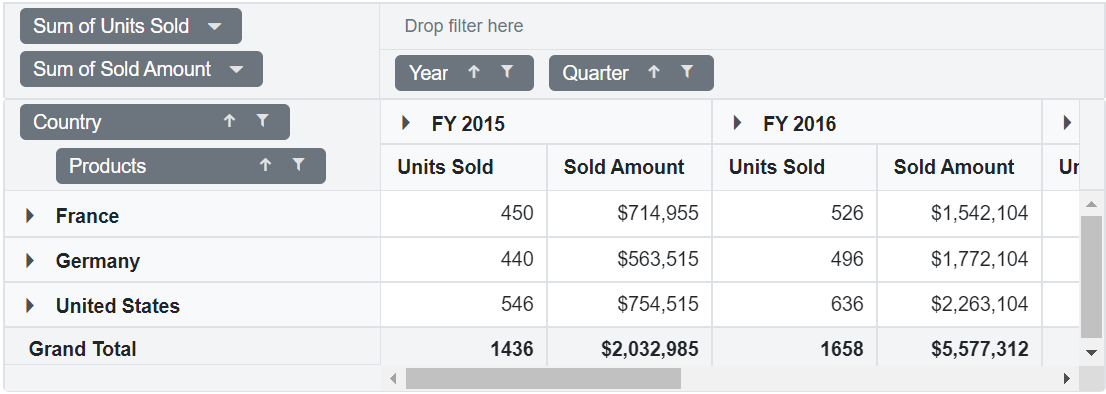 Sum of Units Sold
Drop filter here
Sum of Sold Amount
Year Quarter
Country
FY 2015 FY 2016
Products
Units Sold Sold Amount Units Sold Sold Amount
France 450 $714,955 526 $1,542,104
Germany 440 $563,515 496 $1,772,104
United States 546 $754,515 636 $2,263,104
Grand Total 1436 $2,032,985 1658 $5,577,312